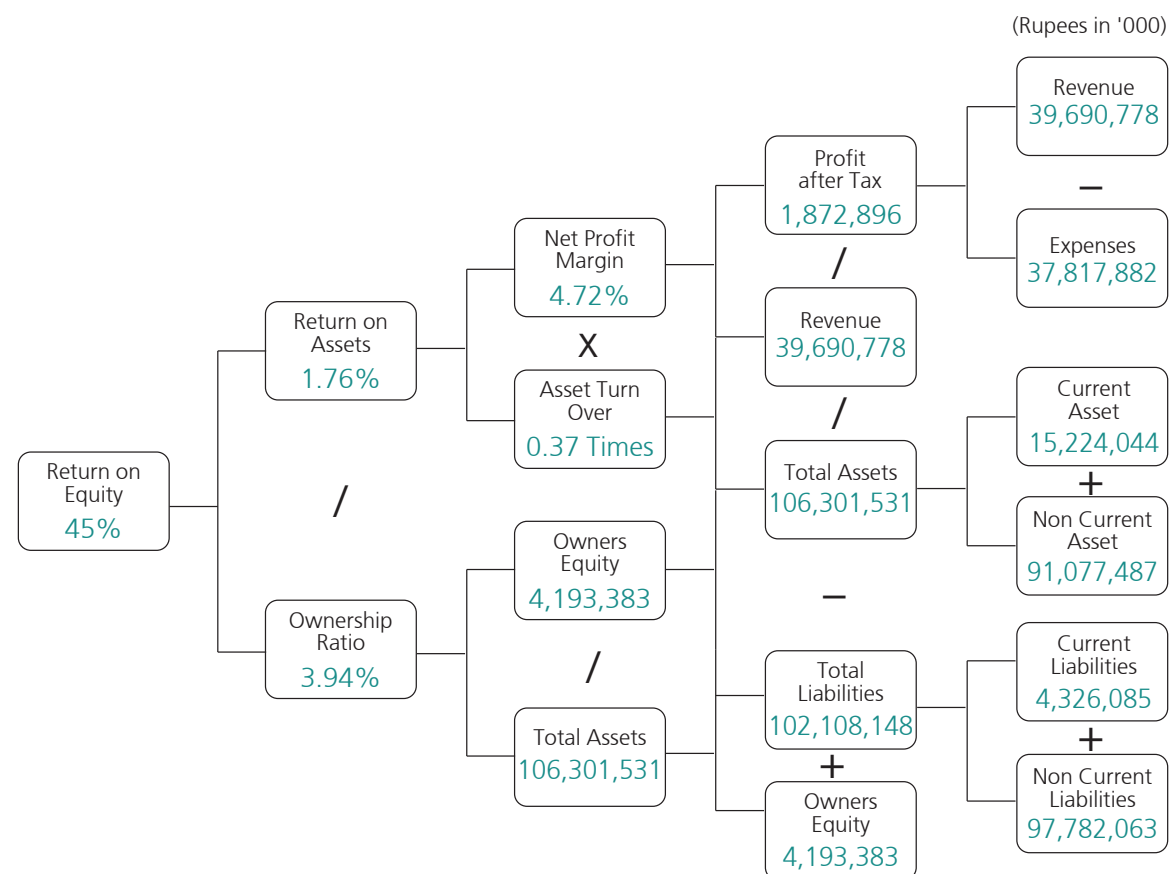 (Rupees in '000)
Revenue
39,690,778
–
Expenses
37,817,882
Profit
after Tax
1,872,896
/
Revenue
39,690,778
/
Total Assets
106,301,531
Current
Asset
15,224,044
+
Non Current
Asset
91,077,487
Net Profit
Margin
4.72%
X
Asset Turn
Over
0.37 Times
Return on
Assets
1.76%
Return on
Equity
45%
/
Ownership
Ratio
3.94%
Owners
Equity
4,193,383
/
Total Assets
106,301,531
–
Total
Liabilities
102,108,148
+
Owners
Equity
4,193,383
Current
Liabilities
4,326,085
+
Non Current
Liabilities
97,782,063